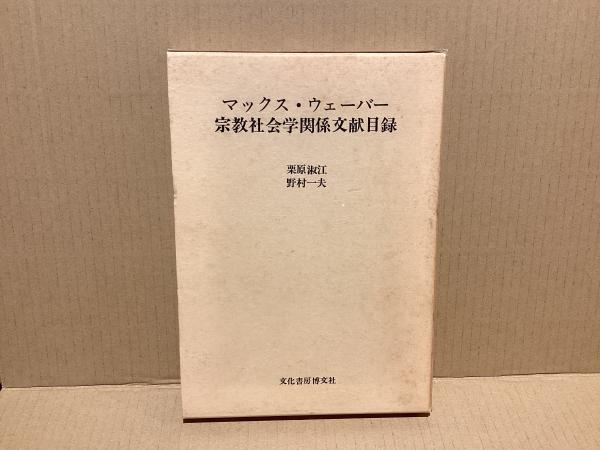 マックス・ウェーバー
宗教社会学関係文献目録
栗原淑江
野村一夫
文化書房博文社